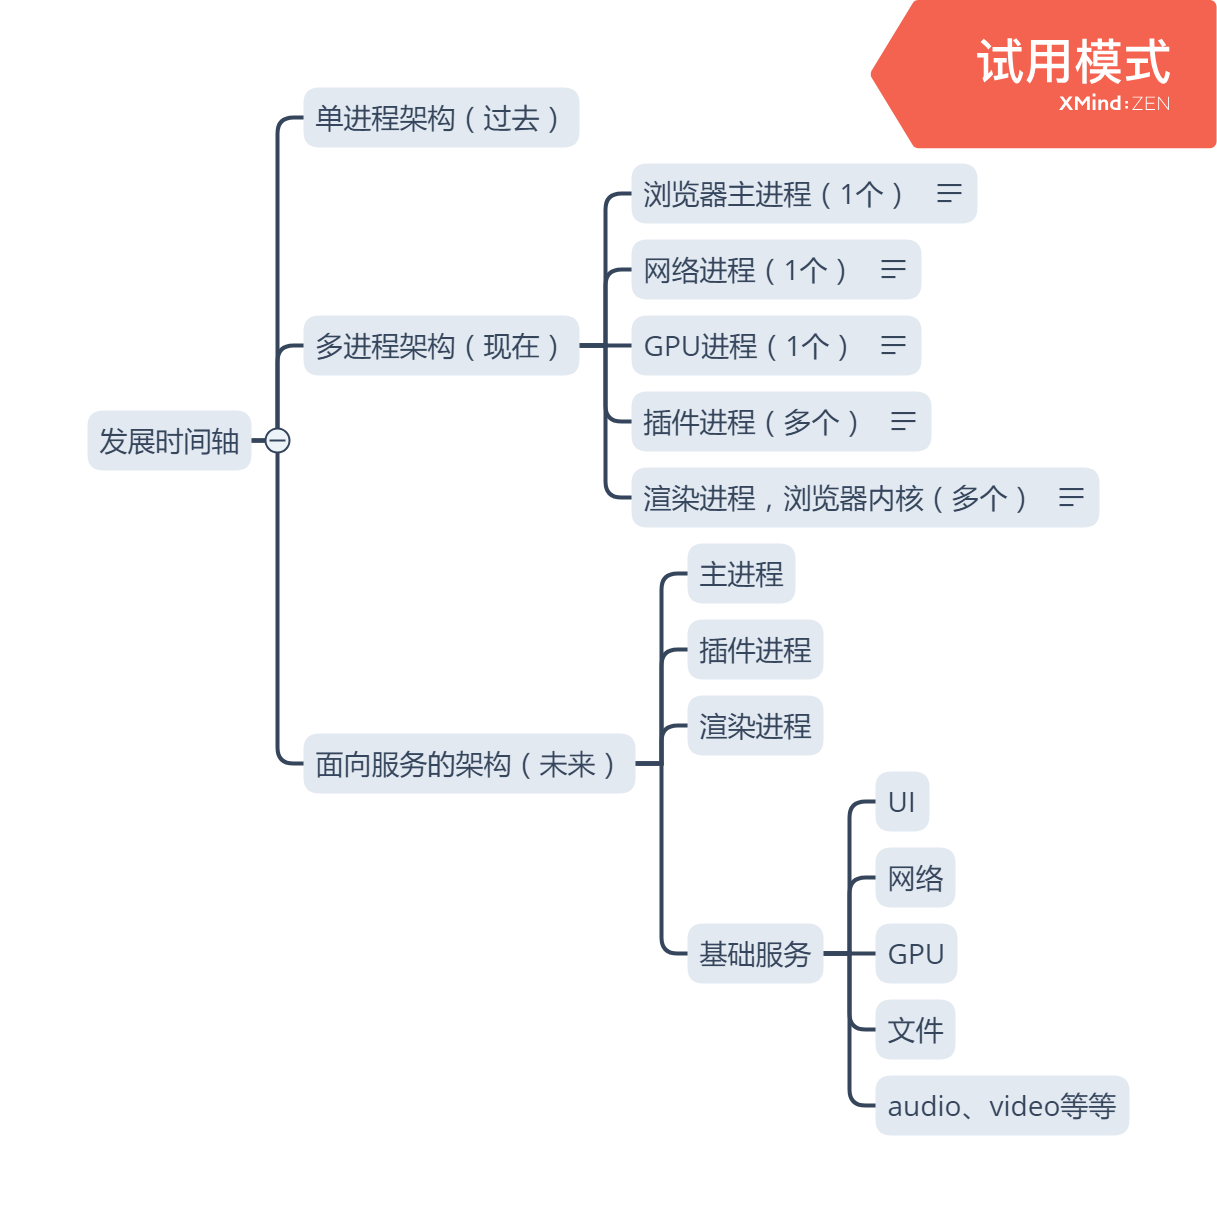 试用模式
XMind:ZEN
单进程架构（过去）
浏览器主进程（1个）
网络进程（1个）
多进程架构（现在）
GPU进程（1个）
插件进程（多个）
发展时间轴
渲染进程，浏览器内核（多个）
主进程
插件进程
渲染进程
面向服务的架构（未来）
UI
网络
基础服务
GPU
文件
audio、video等等